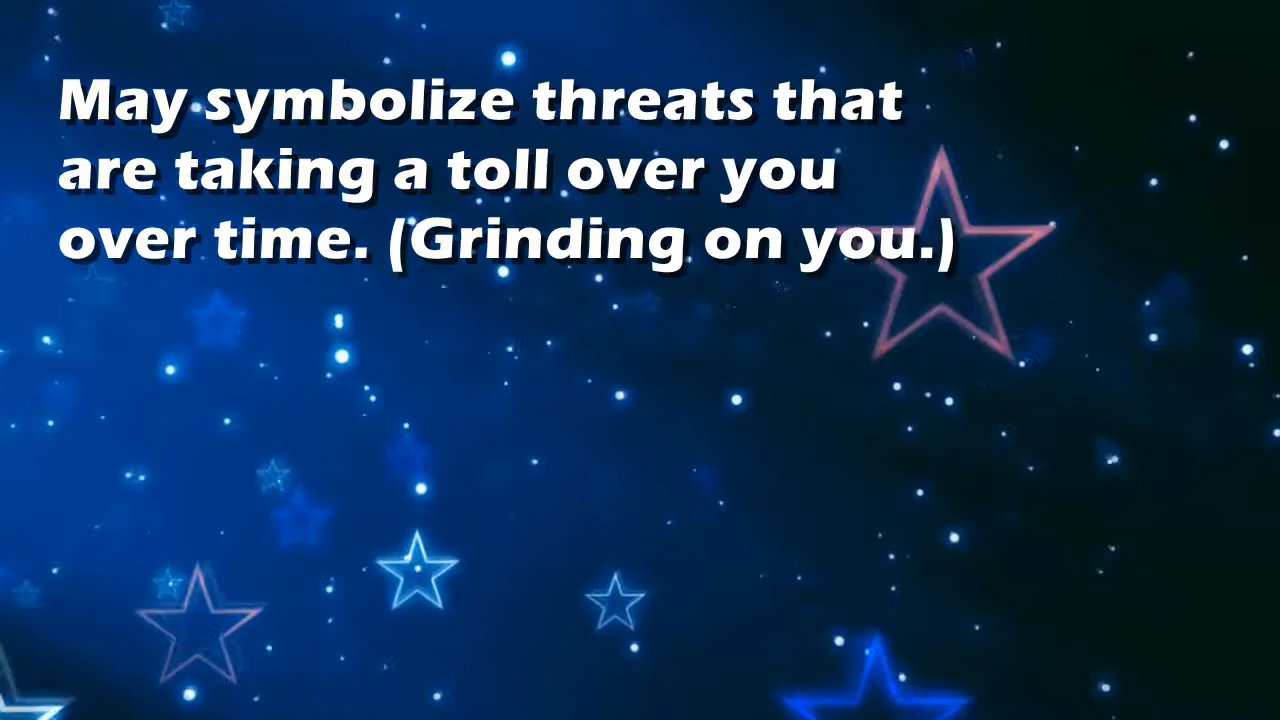 May symbolize threats that
are taking a toll over you
over time. (Grinding on you.)